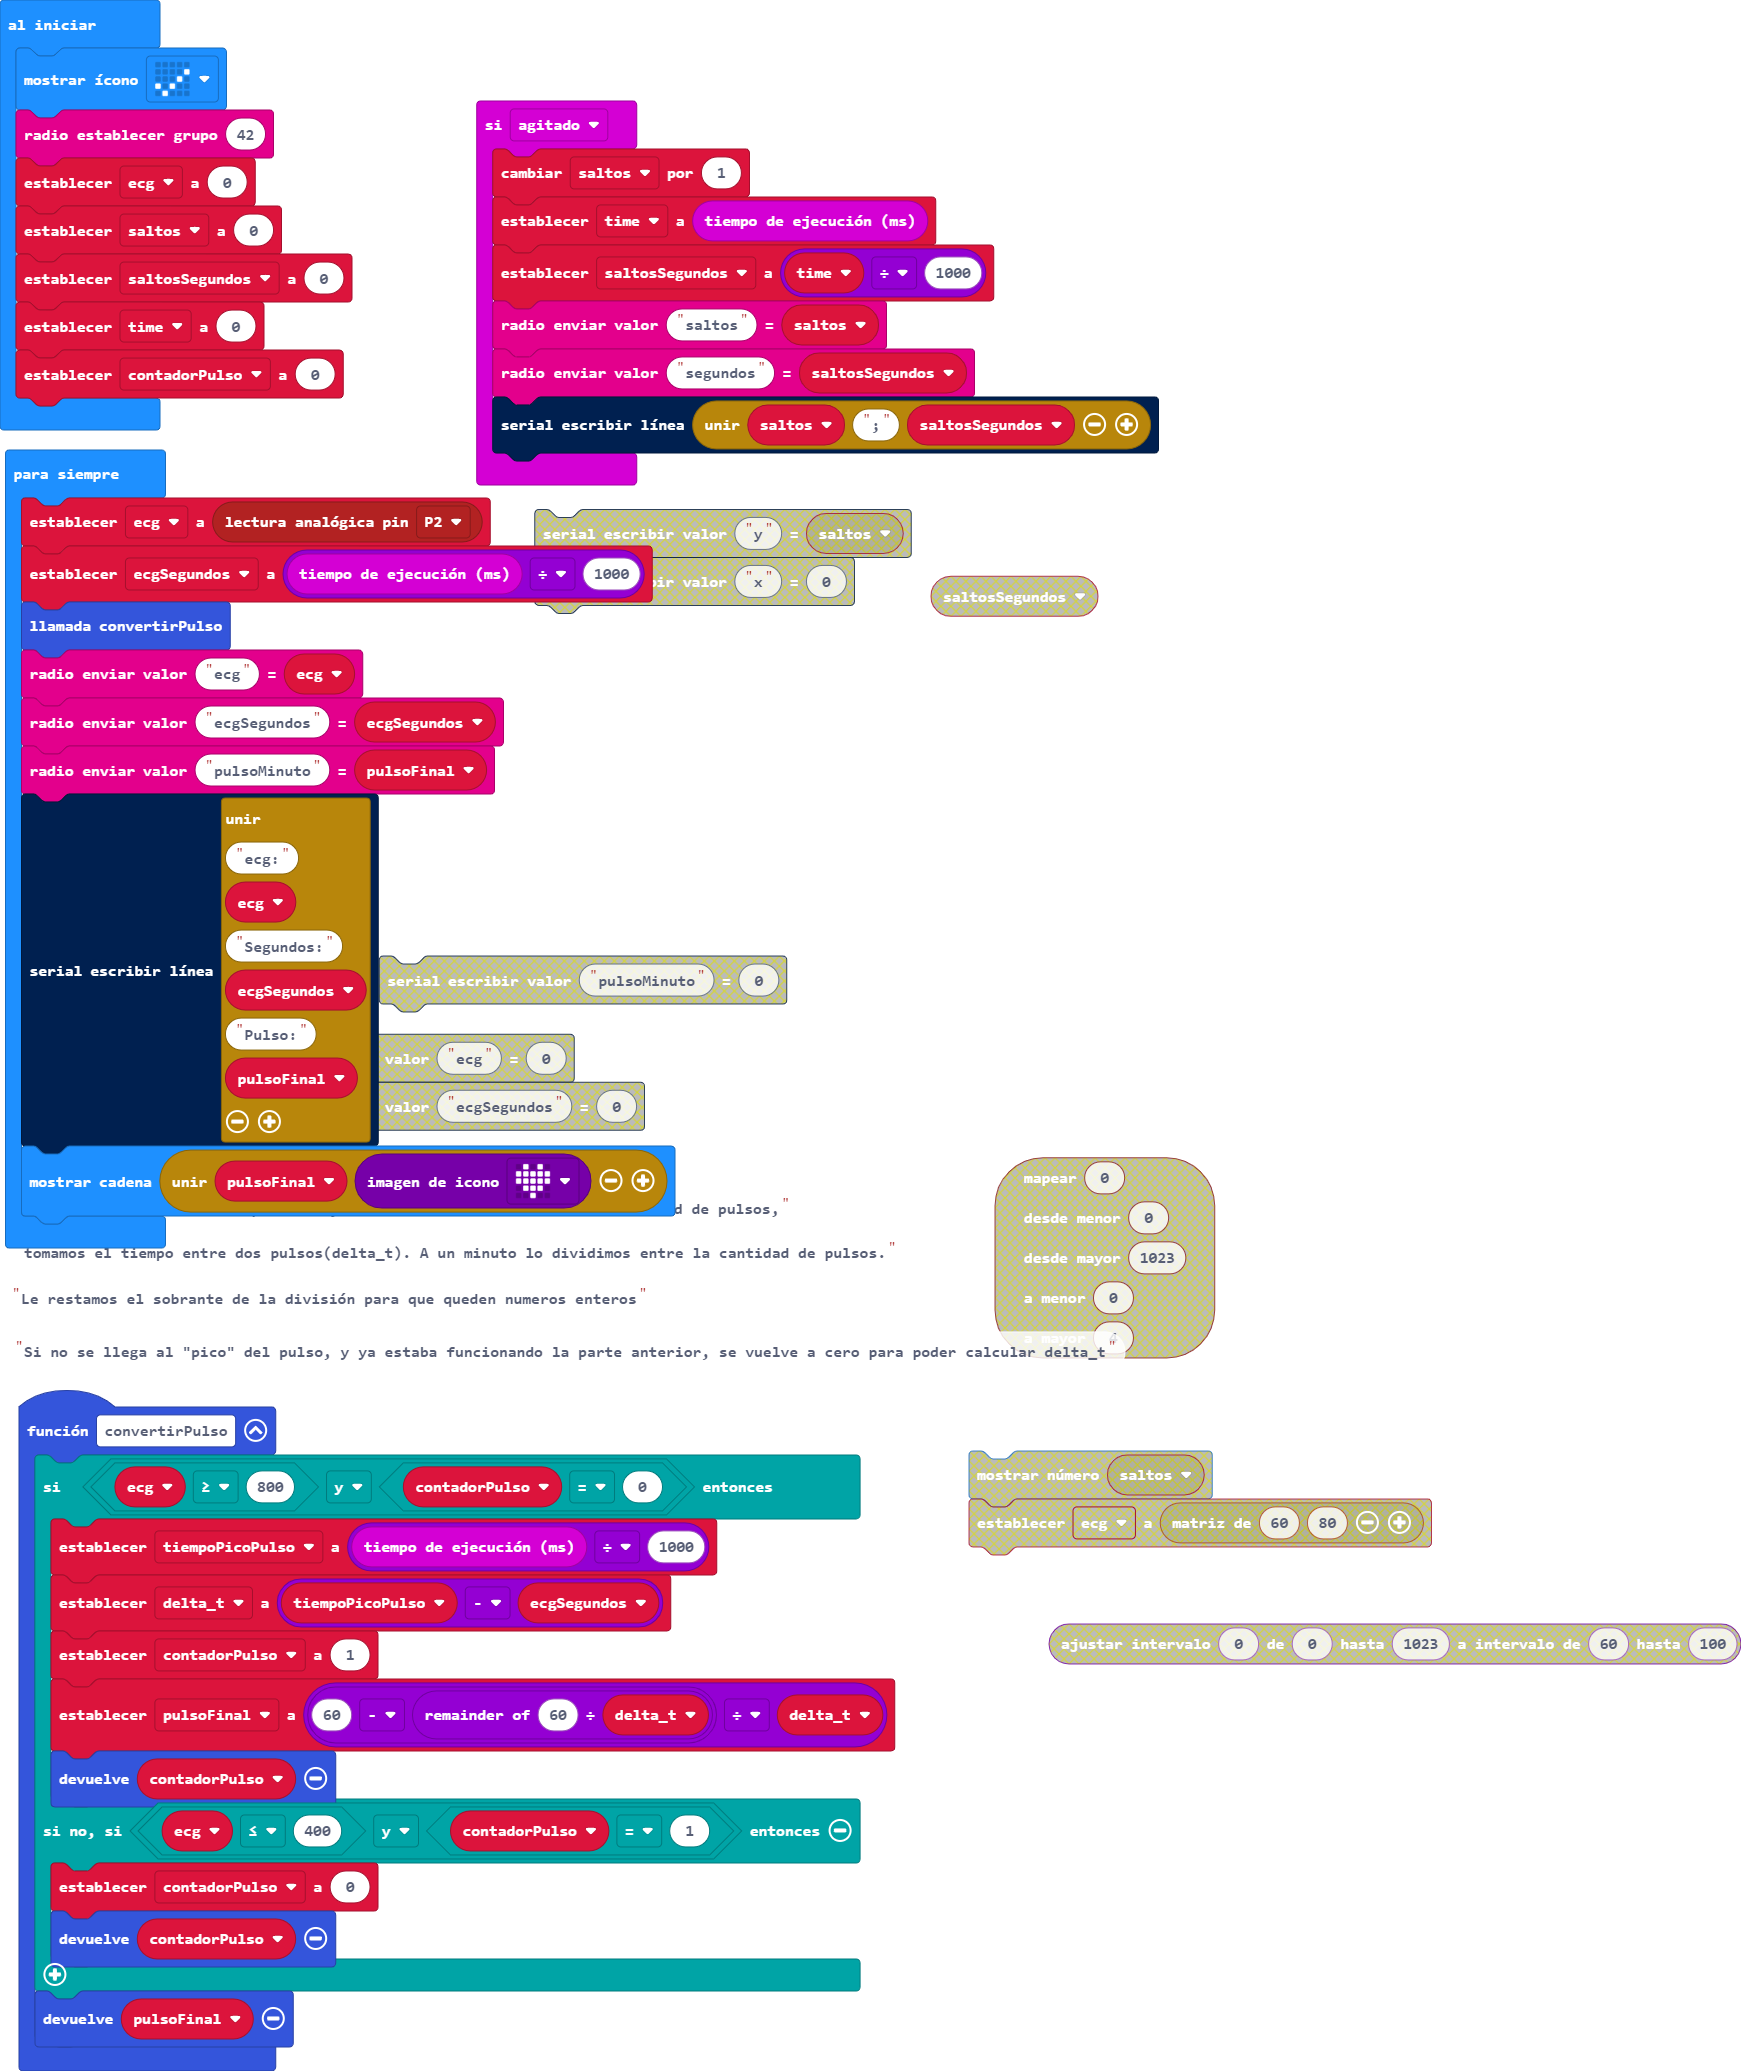 al iniciar
mostrar ícono
radio establecer grupo 42
establecer ecg a 0
establecer saltos a 0
establecer saltosSegundos a 0
establecer time a 0
establecer contadorPulso a 0
si agitado
cambiar saltos por 1
establecer time a tiempo de ejecución (ms)
establecer saltosSegundos a time ÷ 1000
radio enviar valor "saltos" = saltos
radio enviar valor "segundos" = saltosSegundos
serial escribir línea unir saltos ";" saltosSegundos
para siempre
establecer ecg a lectura analógica pin P2
establecer ecgSegundos a tiempo de ejecución (ms) ÷ 1000
llamada convertirPulso
radio enviar valor "ecg" = ecg
radio enviar valor "ecgSegundos" = ecgSegundos
radio enviar valor "pulsoMinuto" = pulsoFinal
serial escribir línea
unir
"ecg:"
ecg
"Segundos:"
ecgSegundos
"Pulso:"
pulsoFinal
mostrar cadena unir pulsoFinal imagen de icono
serial escribir valor "y" = saltos
bir valor "x" = 0
saltosSegundos
serial escribir valor "pulsoMinuto" = 0
valor "ecg" = 0
valor "ecgSegundos" = 0
d de pulsos,"
tomamos el tiempo entre dos pulsos(delta_t). A un minuto lo dividimos entre la cantidad de pulsos."
"Le restamos el sobrante de la división para que queden numeros enteros"
"Si no se llega al "pico" del pulso, y ya estaba funcionando la parte anterior, se vuelve a cero para poder calcular delta_t"
mapear 0
desde menor 0
desde mayor 1023
a menor 0
a mayor 4
función convertirPulso
si ecg ≥ 800 y contadorPulso = 0 entonces
establecer tiempoPicoPulso a tiempo de ejecución (ms) ÷ 1000
establecer delta_t a tiempoPicoPulso - ecgSegundos
establecer contadorPulso a 1
establecer pulsoFinal a 60 - remainder of 60 ÷ delta_t ÷ delta_t
devuelve contadorPulso
si no, si ecg ≤ 400 y contadorPulso = 1 entonces
establecer contadorPulso a 0
devuelve contadorPulso
devuelve pulsoFinal
mostrar número saltos
establecer ecg a matriz de 60 80
ajustar intervalo 0 de 0 hasta 1023 a intervalo de 60 hasta 100